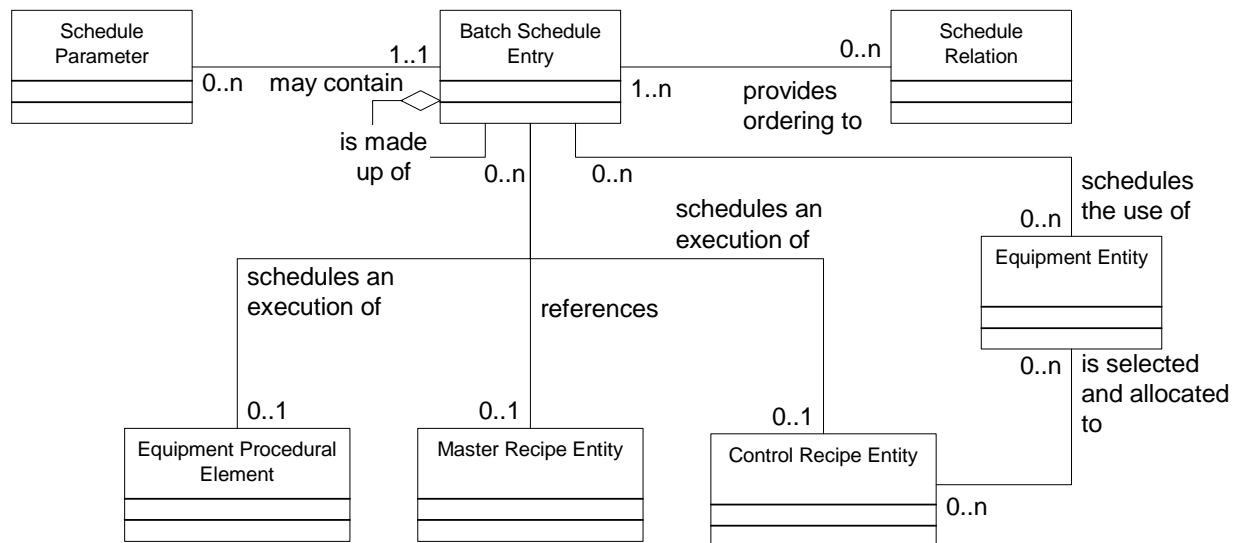 Schedule
Parameter
Batch Schedule
Entry
Schedule
Relation
0..n
may contain
1..1
1..n
0..n
provides
ordering to
is made
up of
0..n
0..n
schedules
the use of
0..n
schedules an
execution of
schedules an
execution of
references
Equipment Entity
0..n
is selected
and allocated
to
0..1
0..1
0..1
0..n
Equipment Procedural
Element
Master Recipe Entity
Control Recipe Entity